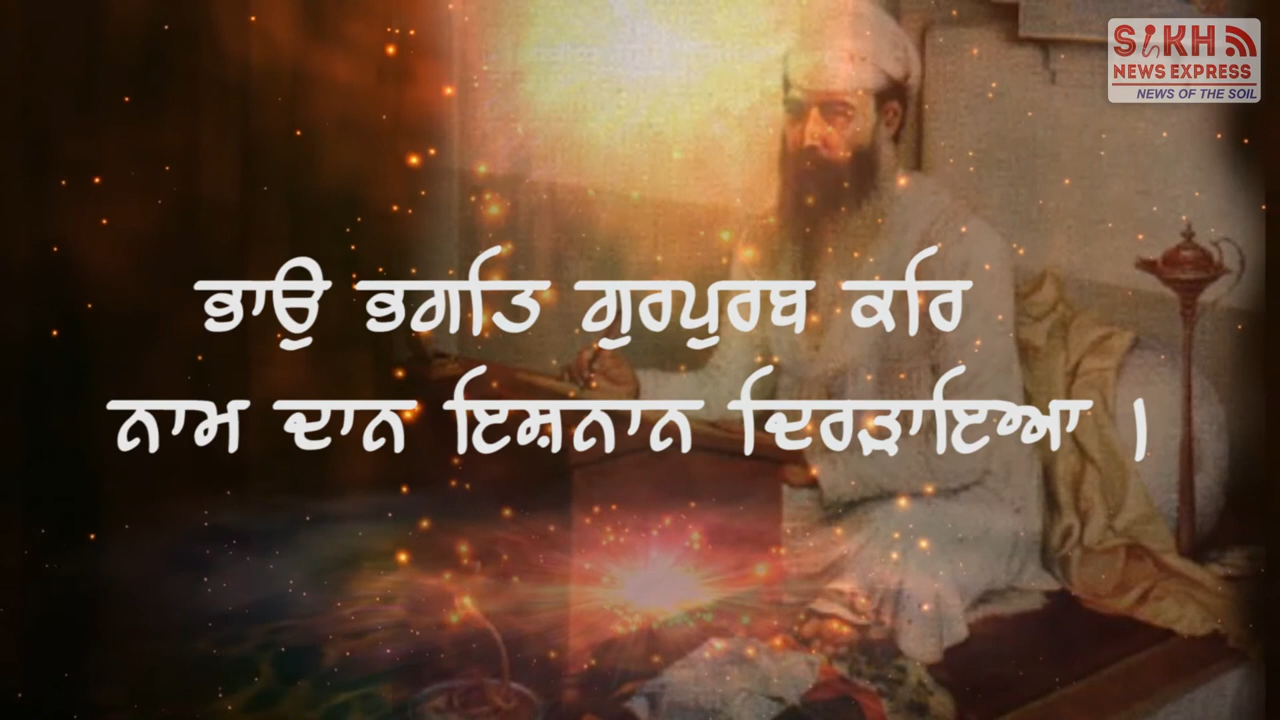 SIKH
NEWS EXPRESS
NEWS OF THE SOIL
ਭਾਉ ਭਗਤਿ ਗੁਰਪੁਰਬ ਕਰਿ
ਨਾਮ ਦਾਨ ਇਸ਼ਨਾਨ ਦਿਰੜਾਇਆ ।